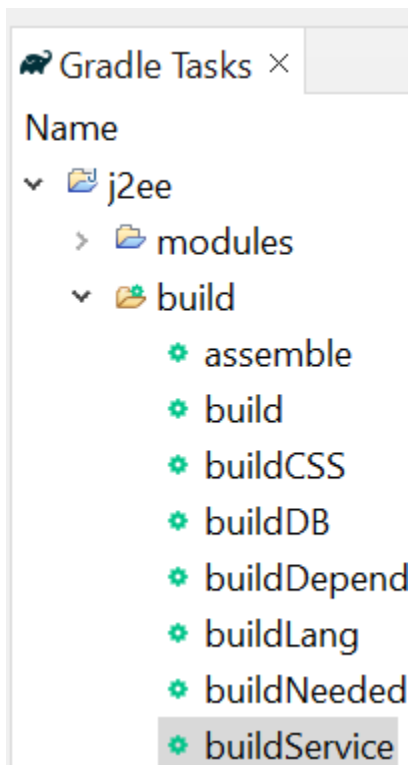 Gradle Tasks ×
Name
j2ee
modules
build
assemble
build
buildCSS
buildDB
buildDepend
buildLang
buildNeeded
buildService